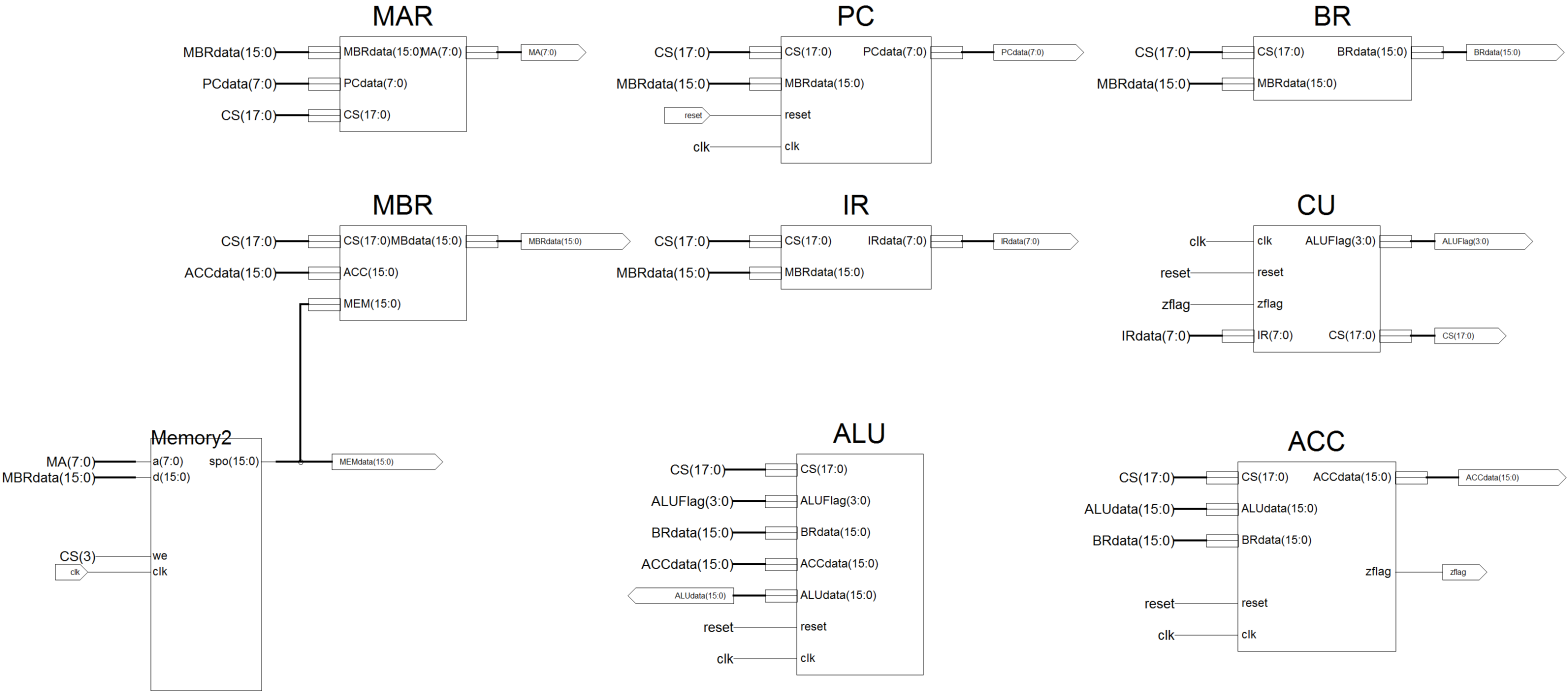 MAR
MBRdata(15:0)
MBRdata(15:0)
MA(7:0)
MA(7:0)
PCdata(7:0)
PCdata(7:0)
CS(17:0)
CS(17:0)
PC
CS(17:0)
CS(17:0)
PCdata(7:0)
PCdata(7:0)
MBRdata(15:0)
MBRdata(15:0)
reset
reset
clk
clk
BR
CS(17:0)
CS(17:0)
BRdata(15:0)
BRdata(15:0)
MBRdata(15:0)
MBRdata(15:0)
MBR
CS(17:0)
CS(17:0)
MBdata(15:0)
MBRdata(15:0)
ACCdata(15:0)
ACC(15:0)
MEM(15:0)
IR
CS(17:0)
CS(17:0)
IRdata(7:0)
IRdata(7:0)
MBRdata(15:0)
MBRdata(15:0)
CU
clk
clk
ALUFlag(3:0)
ALUFlag(3:0)
reset
reset
zflag
zflag
IRdata(7:0)
IR(7:0)
CS(17:0)
CS(17:0)
Memory2
MA(7:0)
a(7:0)
spo(15:0)
MEMdata(15:0)
MBRdata(15:0)
d(15:0)
CS(3)
we
clk
clk
ALU
CS(17:0)
CS(17:0)
ALUFlag(3:0)
ALUFlag(3:0)
BRdata(15:0)
BRdata(15:0)
ACCdata(15:0)
ACCdata(15:0)
ALUdata(15:0)
ALUdata(15:0)
reset
reset
clk
clk
ACC
CS(17:0)
CS(17:0)
ACCdata(15:0)
ACCdata(15:0)
ALUdata(15:0)
ALUdata(15:0)
BRdata(15:0)
BRdata(15:0)
zflag
zflag
reset
reset
clk
clk